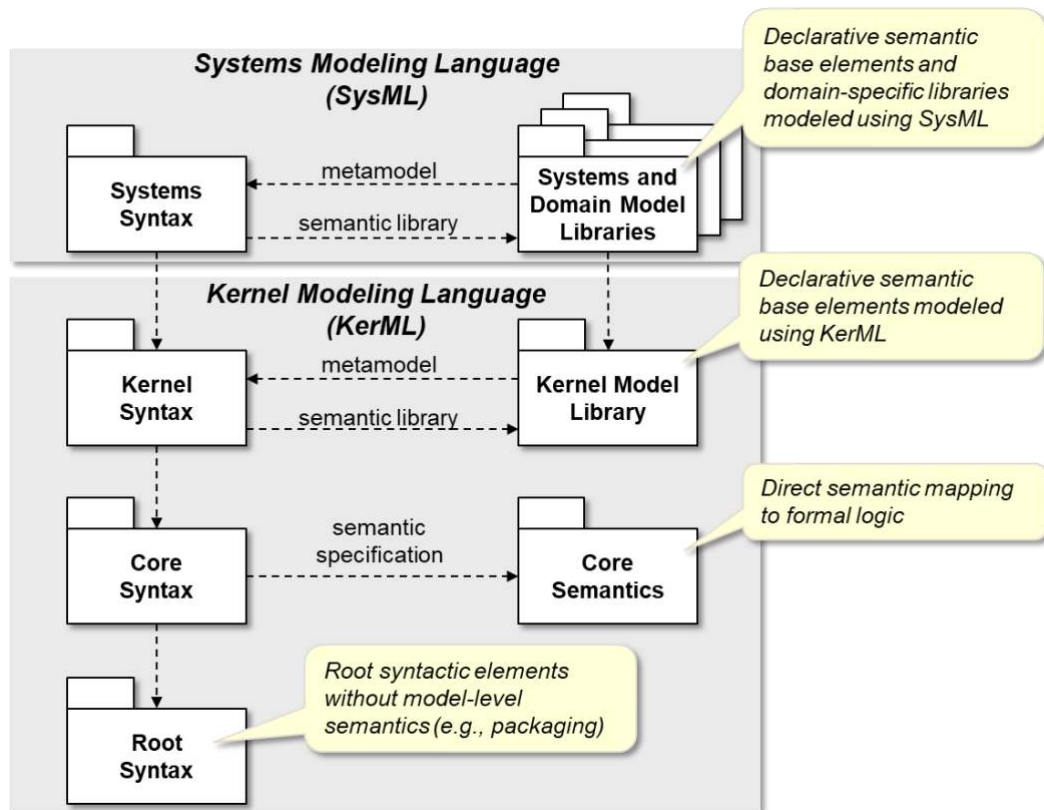 Systems Modeling Language
(SysML)
Declarative semantic
base elements and
domain-specific libraries
modeled using SysML
Systems
Syntax
metamodel
semantic library
Systems and
Domain Model
Libraries
Kernel Modeling Language
(KerML)
Declarative semantic
base elements modeled
using KerML
Kernel
Syntax
metamodel
semantic library
Kernel Model
Library
Core
Syntax
semantic
specification
Core
Semantics
Direct semantic mapping
to formal logic
Root
Syntax
Root syntactic elements
without model-level
semantics (e.g., packaging)